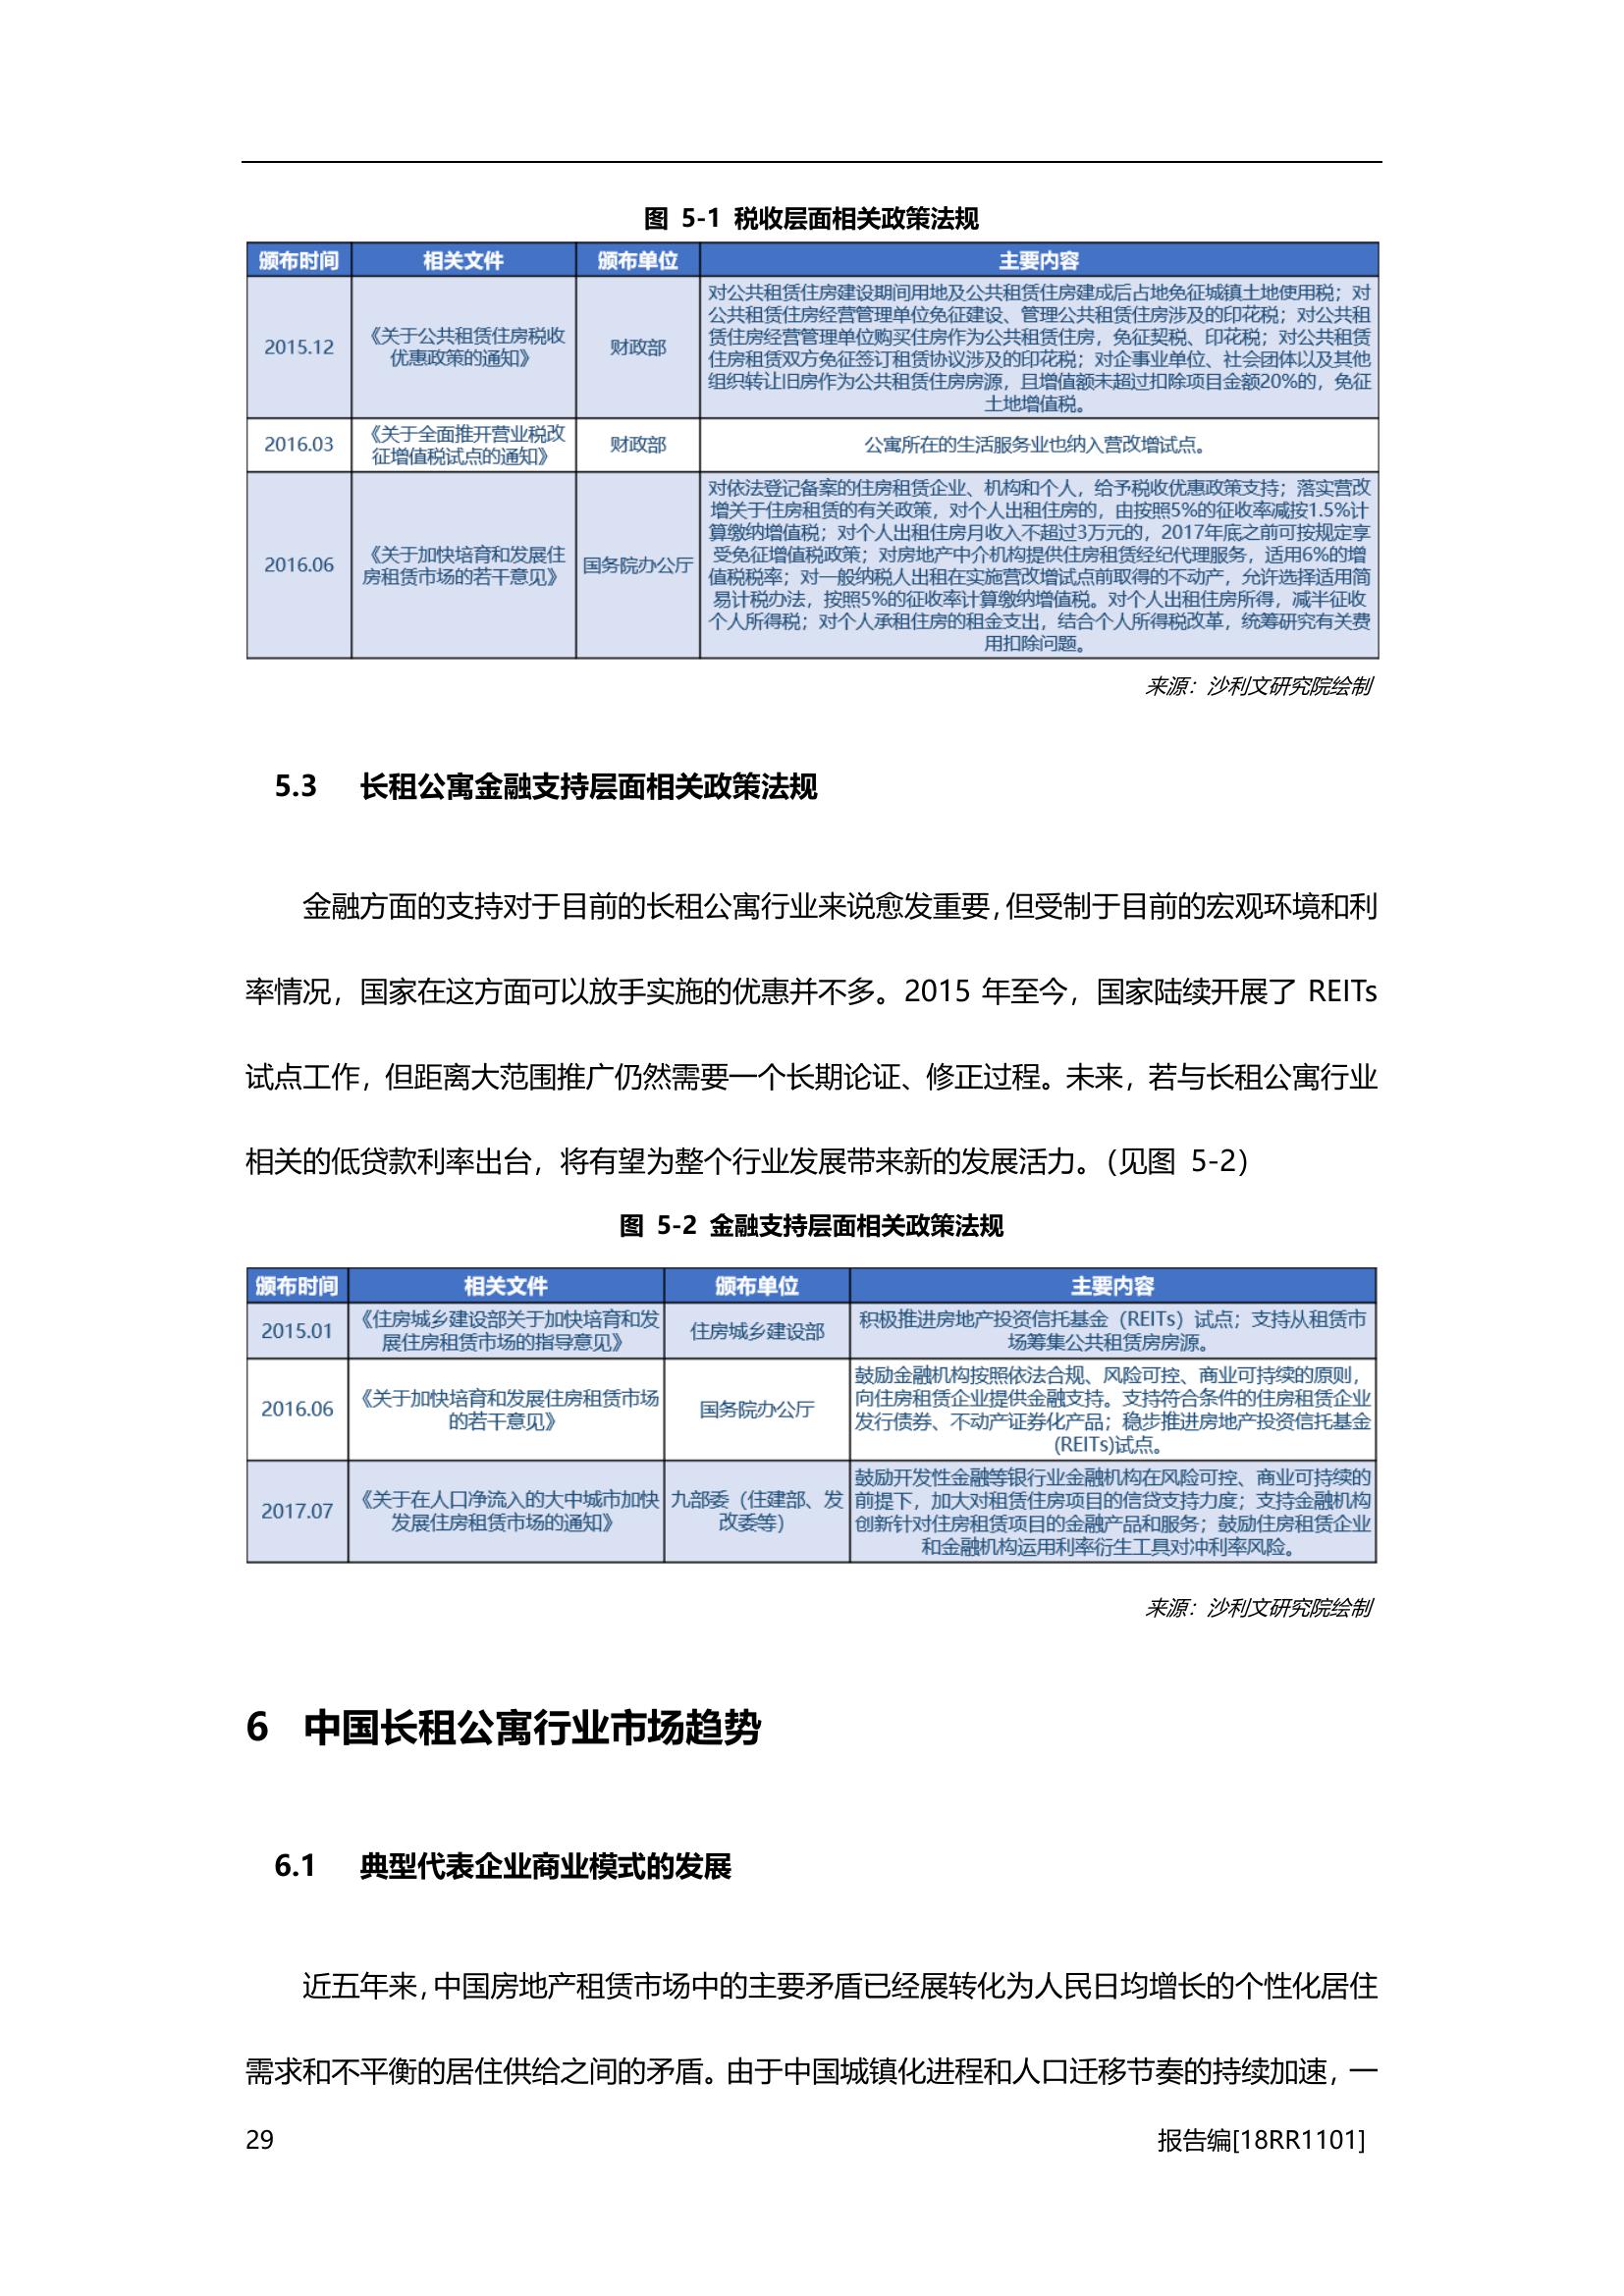 图 5-1 税收层面相关政策法规
颁布时间 相关文件 颁布单位 主要内容
2015.12
《关于公共租赁住房税收
优惠政策的通知》
财政部
对公共租赁住房建设期间用地及公共租赁住房建成后占地免征城镇土地使用税；对
公共租赁住房经营管理单位免征建设、管理公共租赁住房涉及的印花税；对公共租
赁住房经营管理单位购买住房作为公共租赁住房，免征契税、印花税；对公共租赁
住房租赁双方免征签订租赁协议涉及的印花税；对企事业单位、社会团体以及其他
组织转让旧房作为公共租赁住房房源，且增值额未超过扣除项目金额20%的，免征
土地增值税。
2016.03
《关于全面推开营业税改
征增值税试点的通知》
财政部
公寓所在的生活服务业也纳入营改增试点。
2016.06
《关于加快培育和发展住
房租赁市场的若干意见》
国务院办公厅
对依法登记备案的住房租赁企业、机构和个人，给予税收优惠政策支持；落实营改
增关于住房租赁的有关政策，对个人出租住房的，由按照5%的征收率减按1.5%计
算缴纳增值税；对个人出租住房月收入不超过3万元的，2017年底之前可按规定享
受免征增值税政策；对房地产中介机构提供住房租赁经纪代理服务，适用6%的增
值税税率；对一般纳税人出租在实施营改增试点前取得的不动产，允许选择适用简
易计税办法，按照5%的征收率计算缴纳增值税。对个人出租住房所得，减半征收
个人所得税；对个人承租住房的租金支出，结合个人所得税改革，统筹研究有关费
用扣除问题。
来源：沙利文研究院绘制
5.3 长租公寓金融支持层面相关政策法规
金融方面的支持对于目前的长租公寓行业来说愈发重要，但受制于目前的宏观环境和利
率情况，国家在这方面可以放手实施的优惠并不多。2015 年至今，国家陆续开展了 REITs
试点工作，但距离大范围推广仍然需要一个长期论证、修正过程。未来，若与长租公寓行业
相关的低贷款利率出台，将有望为整个行业发展带来新的发展活力。（见图 5-2）
图 5-2 金融支持层面相关政策法规
颁布时间 相关文件 颁布单位 主要内容
2015.01
《住房城乡建设部关于加快培育和发
展住房租赁市场的指导意见》
住房城乡建设部
积极推进房地产投资信托基金（REITs）试点；支持从租赁市
场筹集公共租赁房房源。
2016.06
《关于加快培育和发展住房租赁市场
的若干意见》
国务院办公厅
鼓励金融机构按照依法合规、风险可控、商业可持续的原则，
向住房租赁企业提供金融支持。支持符合条件的住房租赁企业
发行债券、不动产证券化产品；稳步推进房地产投资信托基金
(REITs)试点。
2017.07
《关于在人口净流入的大中城市加快
发展住房租赁市场的通知》
九部委（住建部、发
改委等）
鼓励开发性金融等银行业金融机构在风险可控、商业可持续的
前提下，加大对租赁住房项目的信贷支持力度；支持金融机构
创新针对住房租赁项目的金融产品和服务；鼓励住房租赁企业
和金融机构运用利率衍生工具对冲利率风险。
来源：沙利文研究院绘制
6 中国长租公寓行业市场趋势
6.1 典型代表企业商业模式的发展
近五年来，中国房地产租赁市场中的主要矛盾已经展转化为人民日均增长的个性化居住
需求和不平衡的居住供给之间的矛盾。由于中国城镇化进程和人口迁移节奏的持续加速，一
29 报告编[18RR1101]